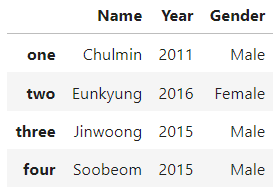 Name Year Gender
one Chulmin 2011 Male
two Eunkyung 2016 Female
three Jinwoong 2015 Male
four Soobeom 2015 Male